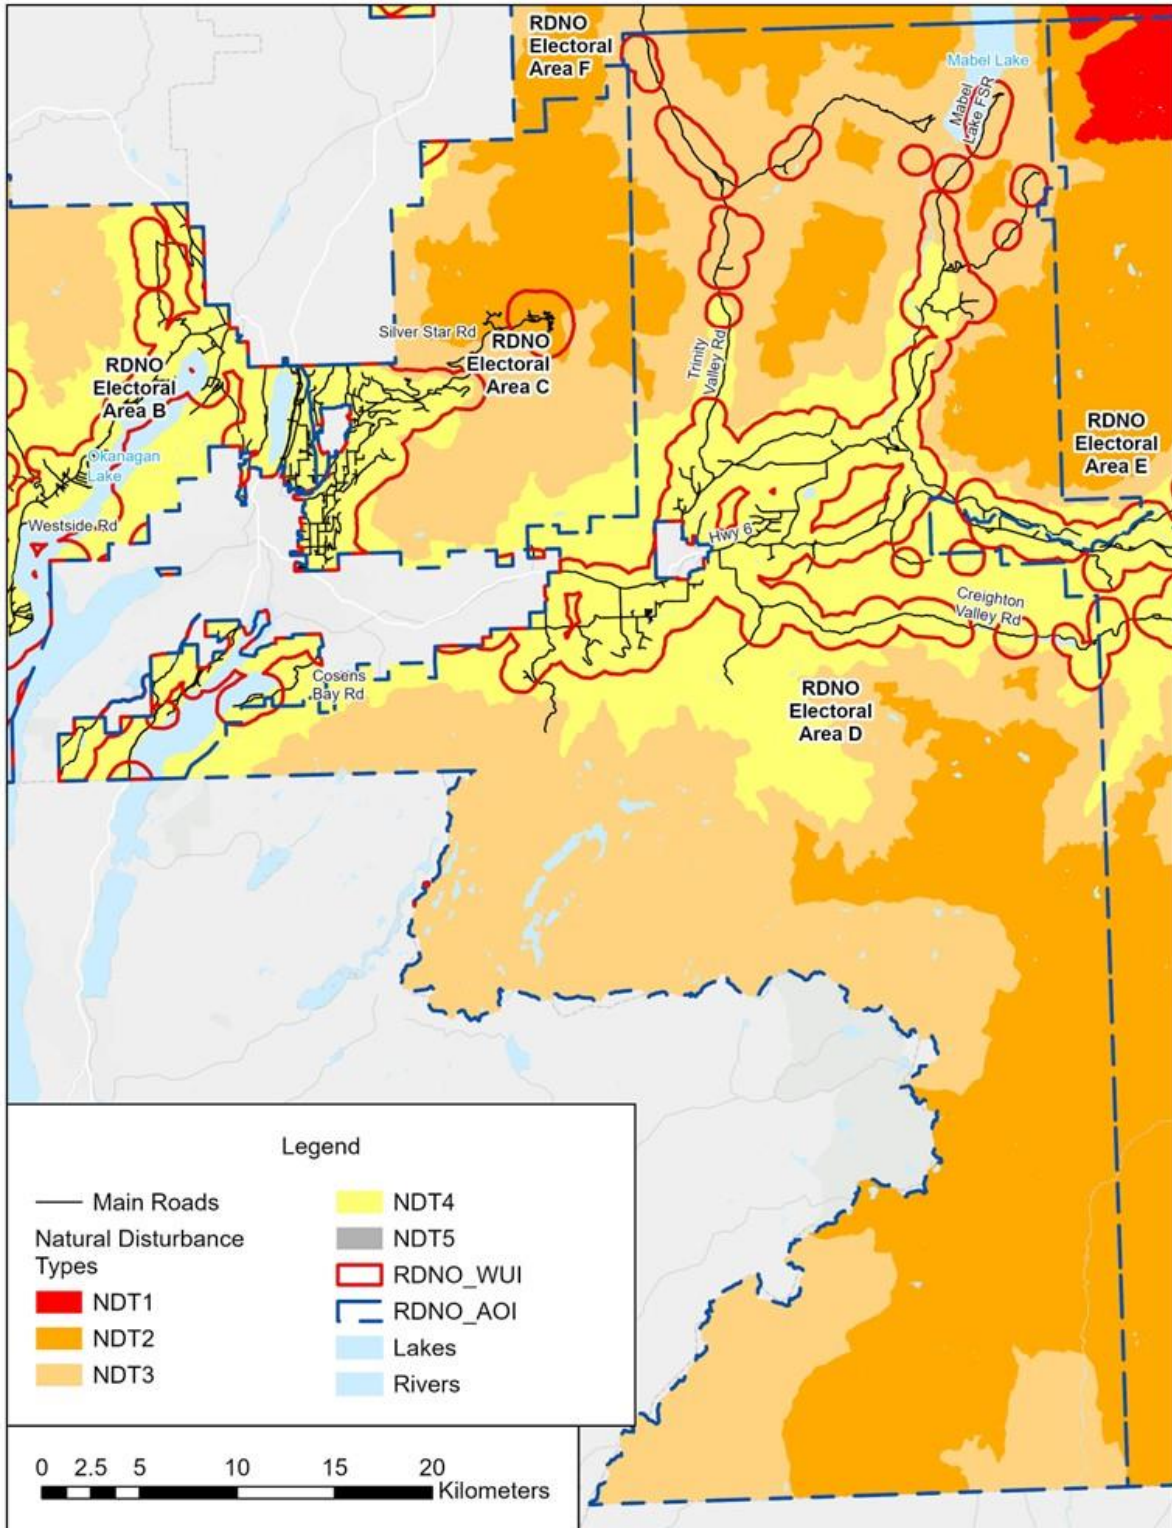 RDNO
Electoral
Area F
Mabel Lake
Mabel
Lake FSR
Silver Star Rd
RDNO
Electoral
Area C
RDNO
Electoral
Area B
Trinity
Valley Rd
RDNO
Electoral
Area E
Okanagan
Lake
Westside Rd
Hwy 6
Creighton
Valley Rd
Cosens
Bay Rd
RDNO
Electoral
Area D
Legend
Main Roads
Natural Disturbance
Types
NDT1
NDT2
NDT3
NDT4
NDT5
RDNO_WUI
RDNO_AOI
Lakes
Rivers
0 2.5 5 10 15 20
Kilometers